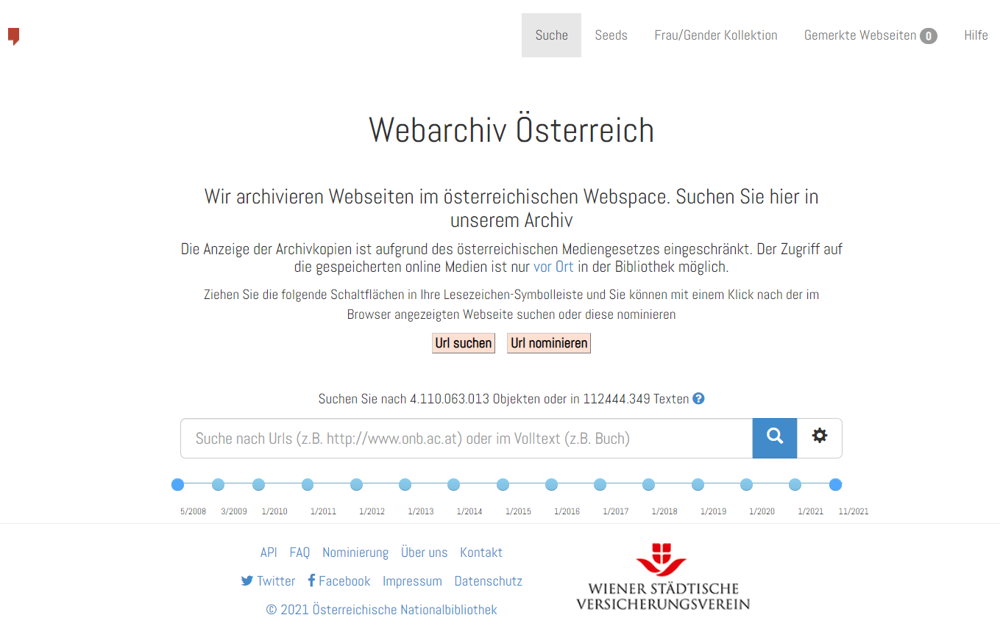 Suche Seeds Frau/Gender Kollektion Gemerkte Webseiten 0 Hilfe
Webarchiv Österreich
Wir archivieren Webseiten im österreichischen Webspace. Suchen Sie hier in
unserem Archiv
Die Anzeige der Archivkopien ist aufgrund des österreichischen Mediengesetzes eingeschränkt. Der Zugriff auf
die gespeicherten online Medien ist nur vor Ort in der Bibliothek möglich.
Ziehen Sie die folgende Schaltflächen in Ihre Lesezeichen-Symbolleiste und Sie können mit einem Klick nach der im
Browser angezeigten Webseite suchen oder diese nominieren
Url suchen Url nominieren
Suchen Sie nach 4.110.063.013 Objekten oder in 112444.349 Texten ?
Suche nach Urls (z.B. http://www.onb.ac.at) oder im Volltext (z.B. Buch)
5/2008 3/2009 1/2010 1/2011 1/2012 1/2013 1/2014 1/2015 1/2016 1/2017 1/2018 1/2019 1/2020 1/2021 11/2021
API FAQ Nominierung Über uns Kontakt
Twitter Facebook Impressum Datenschutz
© 2021 Österreichische Nationalbibliothek
WIENER STÄDTISCHE
VERSICHERUNGSVEREIN